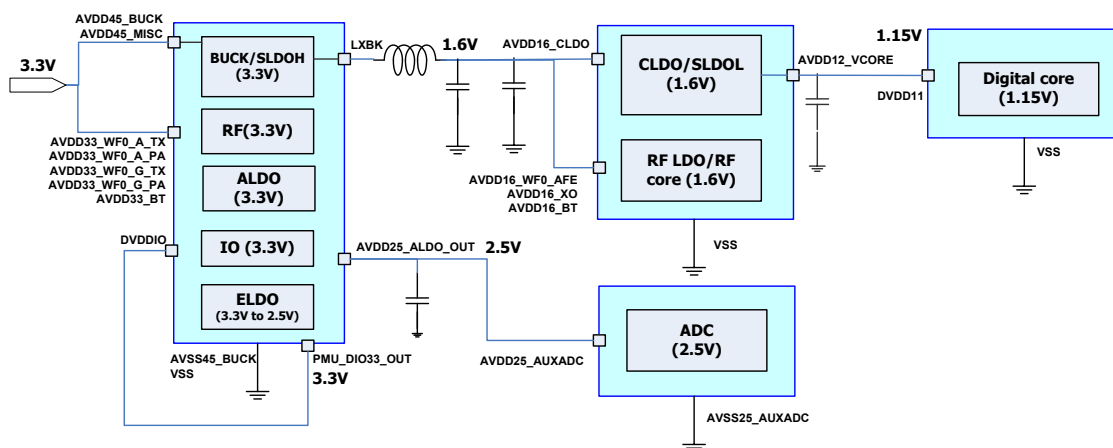 AVDD45_BUCK
AVDD45_MISC
3.3V
AVDD33_WF0_A_TX
AVDD33_WF0_A_PA
AVDD33_WF0_G_TX
AVDD33_WF0_G_PA
AVDD33_BT
DVDDIO
BUCK/SLDOH
(3.3V)
RF(3.3V)
ALDO
(3.3V)
IO (3.3V)
ELDO
(3.3V to 2.5V)
AVSS45_BUCK
VSS
PMU_DIO33_OUT
3.3V
LXBK
1.6V
AVDD16_CLDO
AVDD16_WF0_AFE
AVDD16_XO
AVDD16_BT
AVDD25_ALDO_OUT
2.5V
AVDD25_AUXADC
CLDO/SLDOL
(1.6V)
RF LDO/RF
core (1.6V)
VSS
ADC
(2.5V)
AVSS25_AUXADC
1.15V
AVDD12_VCORE
DVDD11
Digital core
(1.15V)
VSS